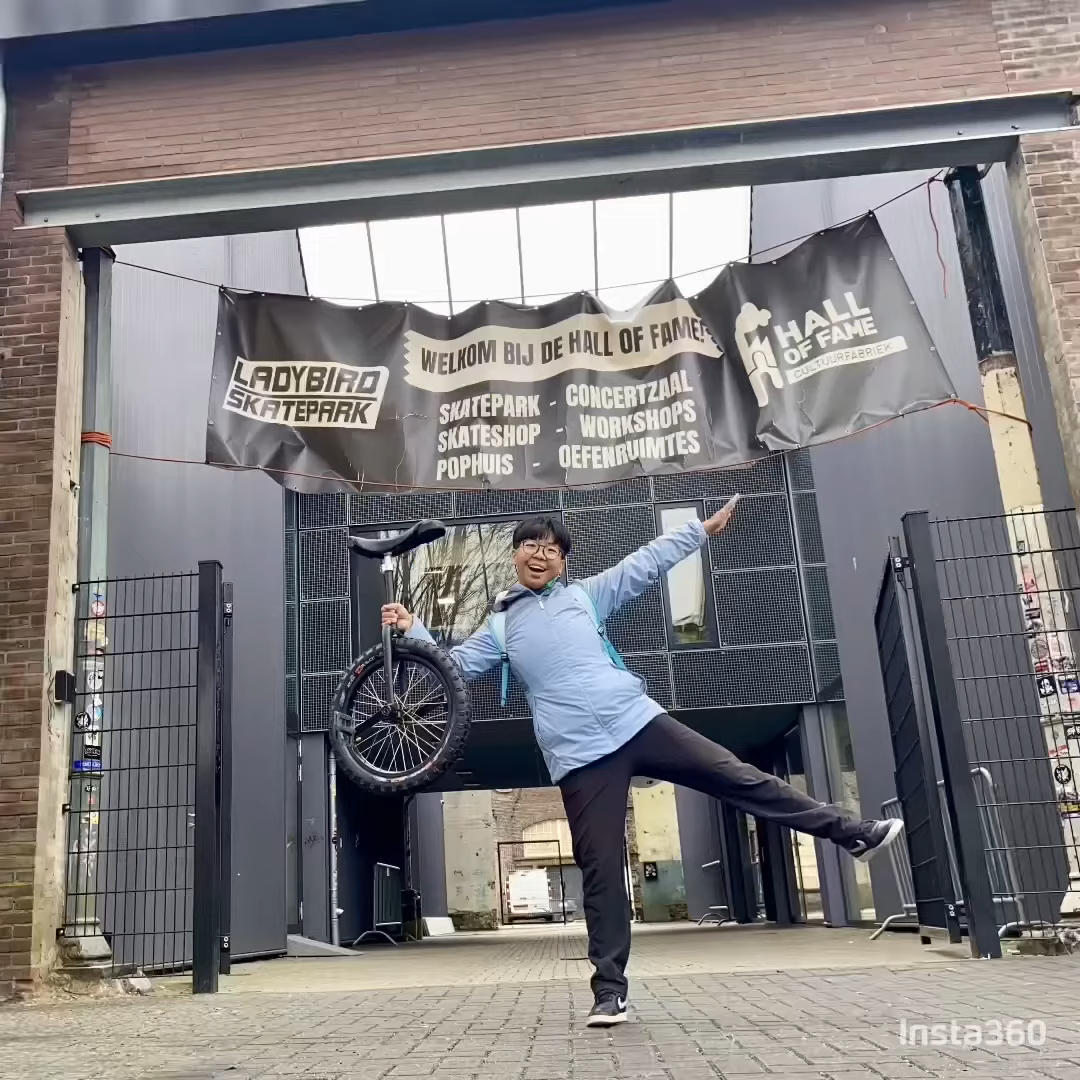 LADYBIRD
SKATEPARK
WELKOM BIJ DE HALL OF FAME!
SKATEPARK - CONCERTZAAL
SKATESHOP - WORKSHOPS
POPHUIS - OEFENRUIMTES
HALL
OF FAME
CULTUURFABRIEK
Insta360